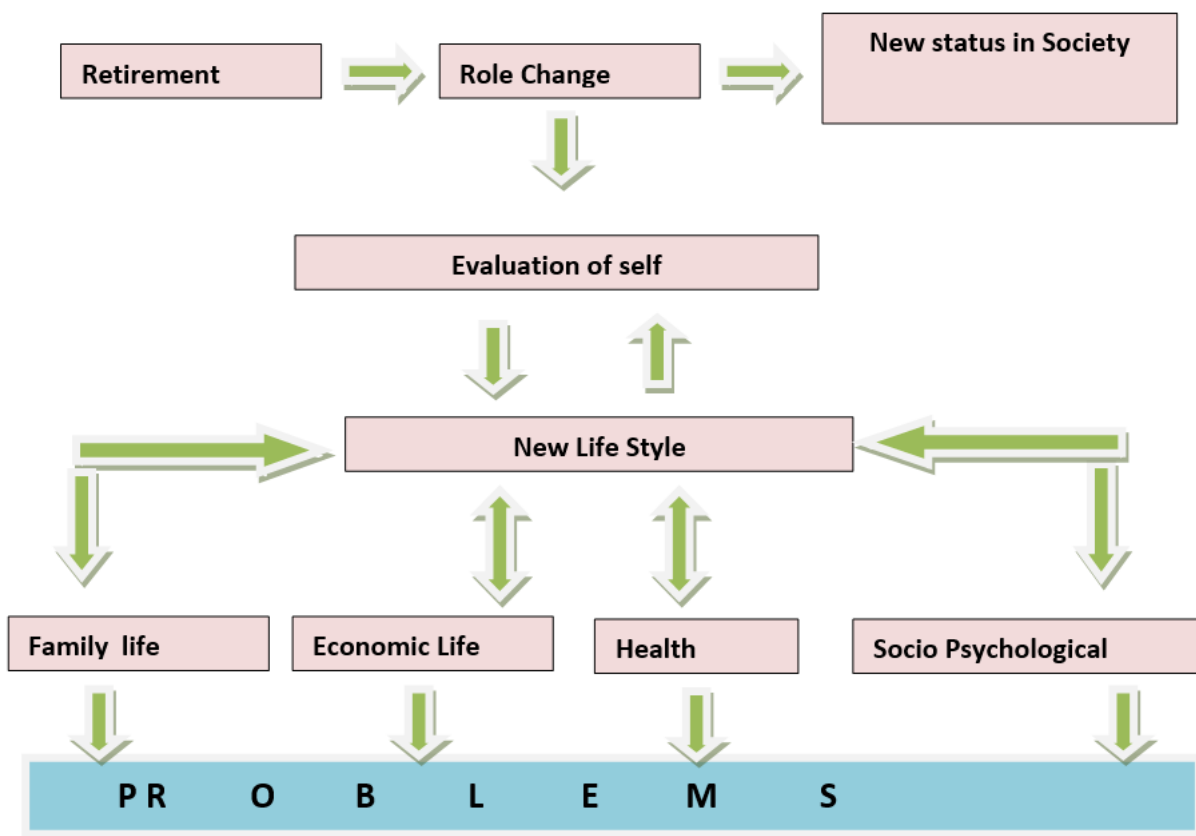 Retirement
Role Change
New status in Society
Evaluation of self
New Life Style
Family life
Economic Life
Health
Socio Psychological
P R O B L E M S